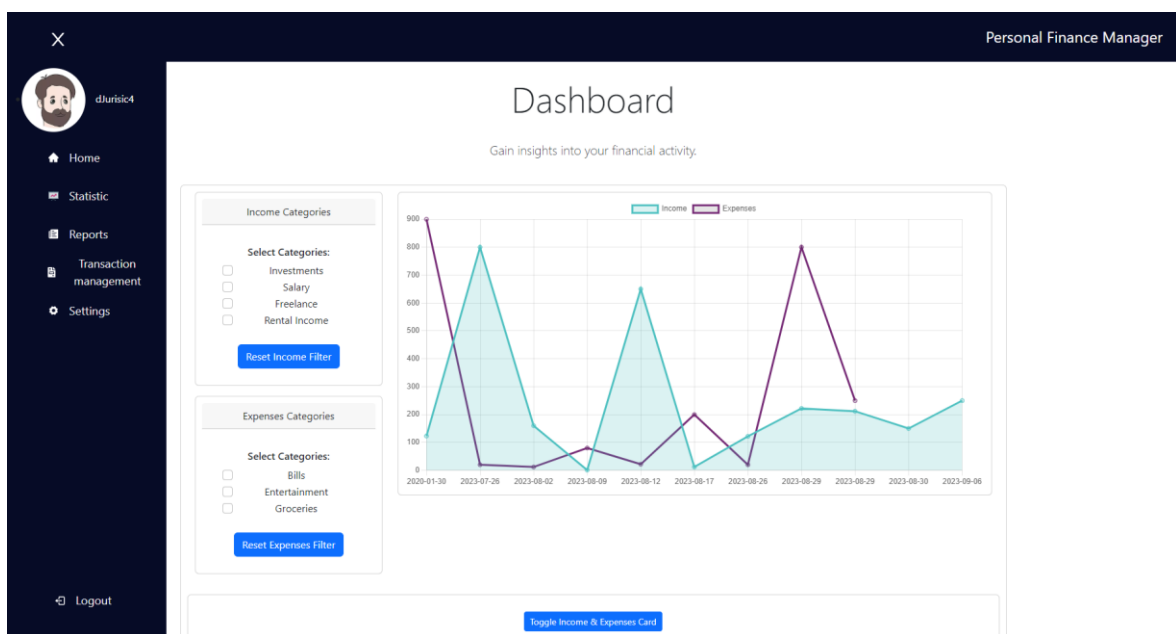 X
Personal Finance Manager
dJurisic4
Home
Statistic
Reports
Transaction
management
Settings
Logout
Dashboard
Gain insights into your financial activity.
Income Categories
Select Categories:
Investments
Salary
Freelance
Rental Income
Reset Income Filter
Expenses Categories
Select Categories:
Bills
Entertainment
Groceries
Reset Expenses Filter
Income Expenses
900
800
700
600
500
400
300
200
100
0
2020-01-30 2023-07-26 2023-08-02 2023-08-09 2023-08-12 2023-08-17 2023-08-26 2023-08-29 2023-08-29 2023-08-30 2023-09-06
Toggle Income & Expenses Card